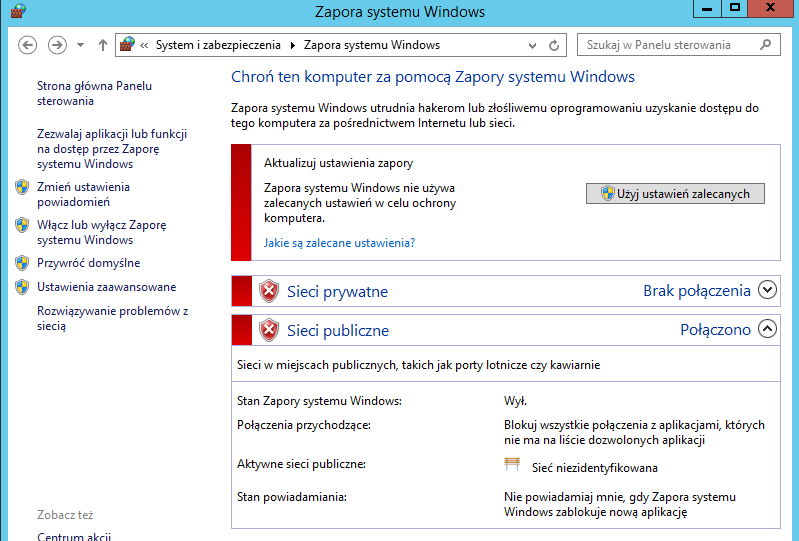 Zapora systemu Windows
« System i zabezpieczenia ▸ Zapora systemu Windows
Szukaj w Panelu sterowania
Strona główna Panelu
sterowania
Zezwalaj aplikacji lub funkcji
na dostęp przez Zaporę
systemu Windows
Zmień ustawienia
powiadomień
Włącz lub wyłącz Zaporę
systemu Windows
Przywróć domyślne
Ustawienia zaawansowane
Rozwiązywanie problemów z
siecią
Zobacz też
Centrum akcji
Chroń ten komputer za pomocą Zapory systemu Windows
Zapora systemu Windows utrudnia hakerom lub złośliwemu oprogramowaniu uzyskanie dostępu do
tego komputera za pośrednictwem Internetu lub sieci.
Aktualizuj ustawienia zapory
Zapora systemu Windows nie używa
zalecanych ustawień w celu ochrony
komputera.
Użyj ustawień zalecanych
Jakie są zalecane ustawienia?
Sieci prywatne Brak połączenia
Sieci publiczne Połączono
Sieci w miejscach publicznych, takich jak porty lotnicze czy kawiarnie
Stan Zapory systemu Windows: Wył.
Połączenia przychodzące: Blokuj wszystkie połączenia z aplikacjami, których
nie ma na liście dozwolonych aplikacji
Aktywne sieci publiczne: Sieć niezidentyfikowana
Stan powiadamiania: Nie powiadamiaj mnie, gdy Zapora systemu
Windows zablokuje nową aplikację